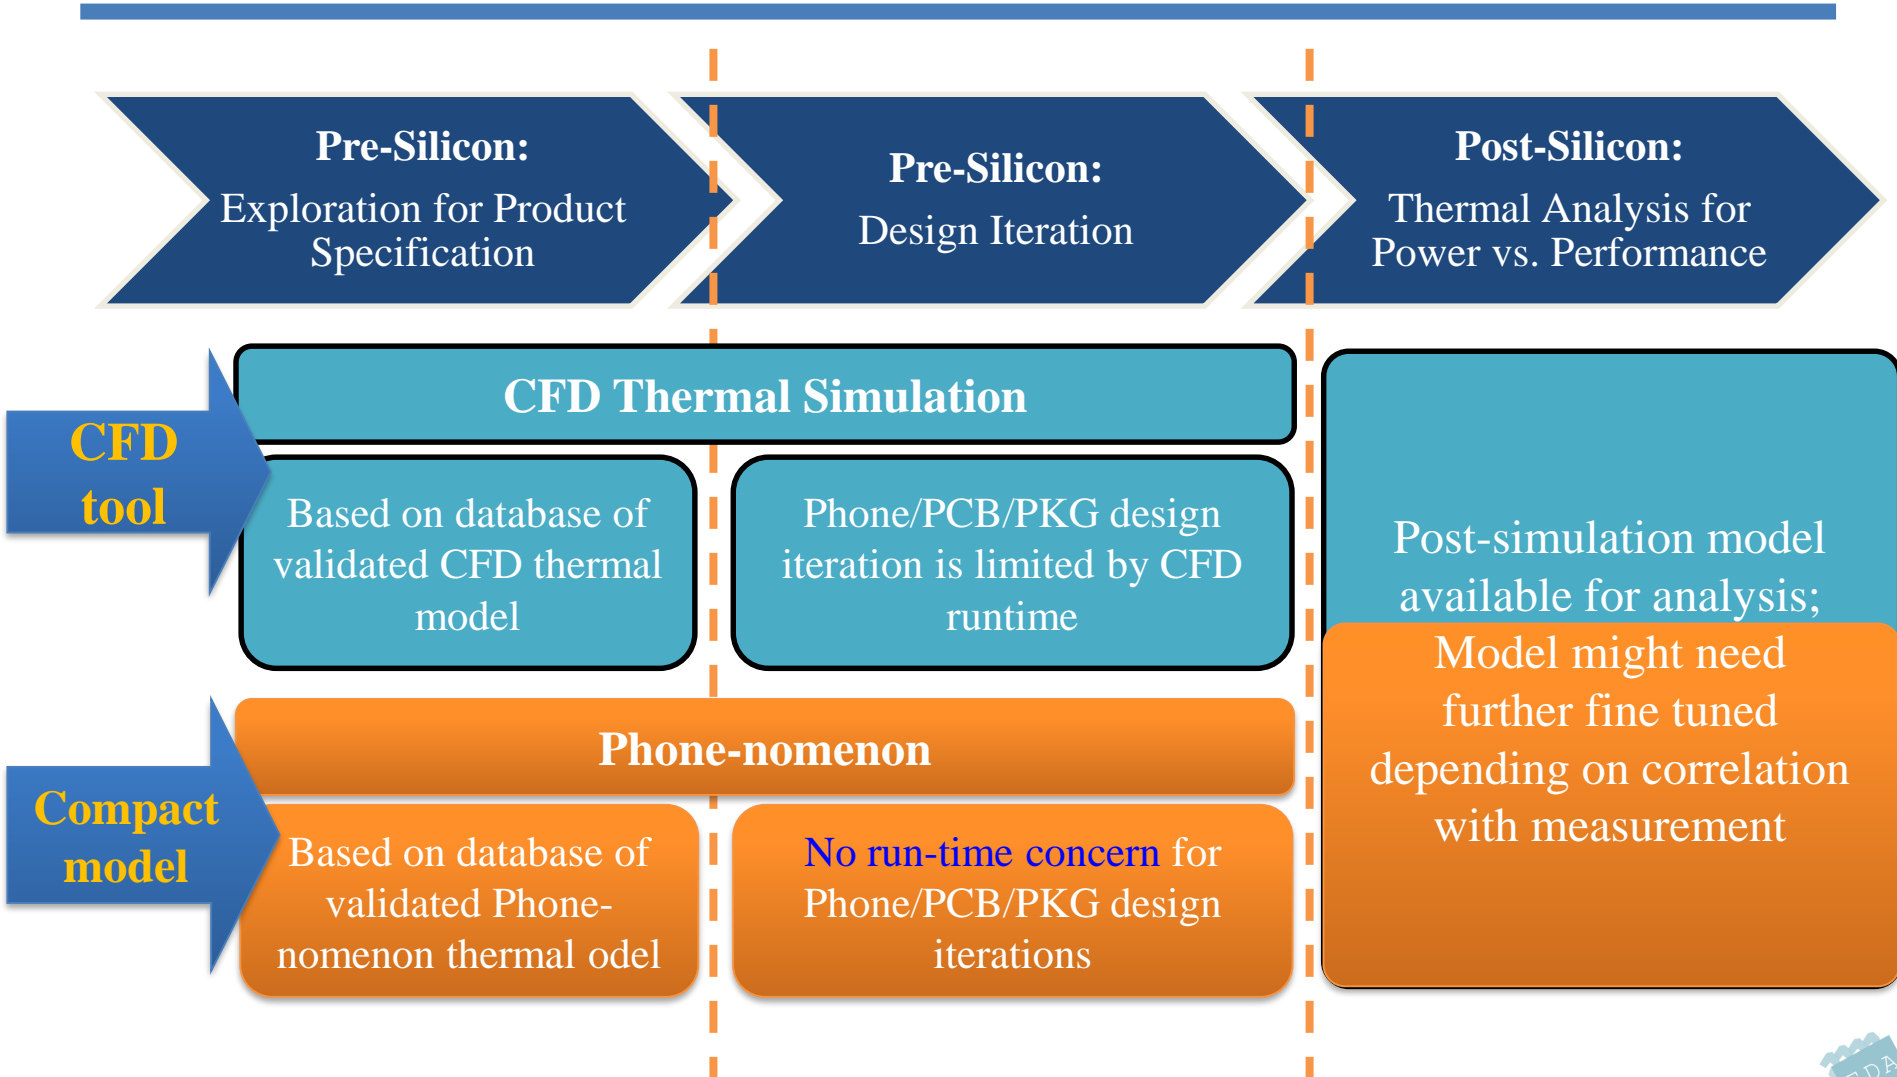 Pre-Silicon:
Exploration for Product
Specification
Pre-Silicon:
Design Iteration
Post-Silicon:
Thermal Analysis for
Power vs. Performance
CFD
tool
CFD Thermal Simulation
Based on database of
validated CFD thermal
model
Phone/PCB/PKG design
iteration is limited by CFD
runtime
Post-simulation model
available for analysis;
Model might need
further fine tuned
depending on correlation
with measurement
Compact
model
Phone-nomenon
Based on database of
validated Phone-
nomenon thermal odel
No run-time concern for
Phone/PCB/PKG design
iterations